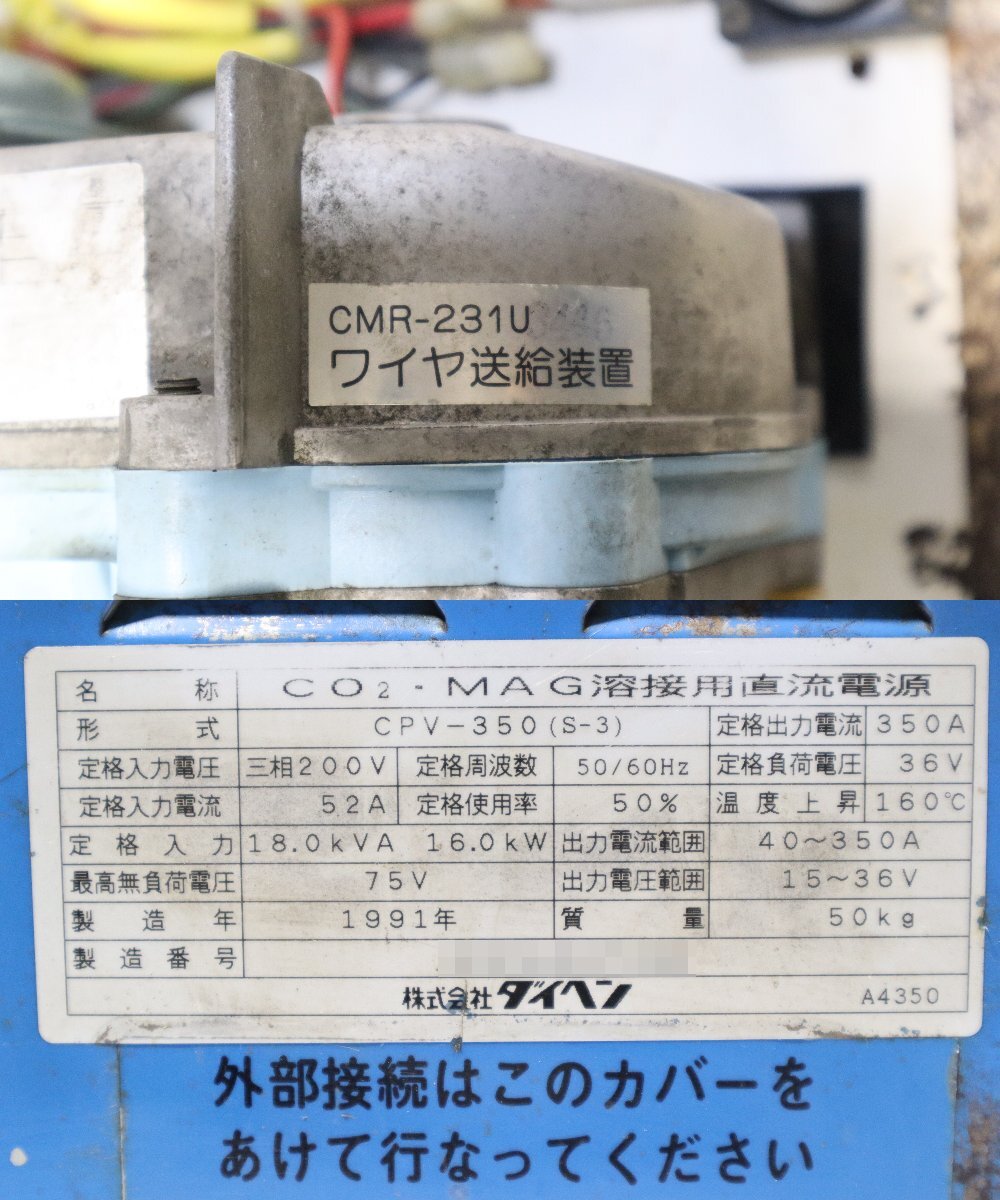 CMR-231U
ワイヤ送給装置
名称 CO2・MAG溶接用直流電源
形式 CPV-350(S-3) 定格出力電流 350A
定格入力電圧 三相200V 定格周波数 50/60Hz 定格負荷電圧 36V
定格入力電流 52A 定格使用率 50% 温度上昇 160℃
定格入力 18.0kVA 16.0kW 出力電流範囲 40〜350A
最高無負荷電圧 75V 出力電圧範囲 15〜36V
製造年 1991年 質量 50kg
製造番号
株式会社ダイヘン A4350
外部接続はこのカバーを
あけて行なってください